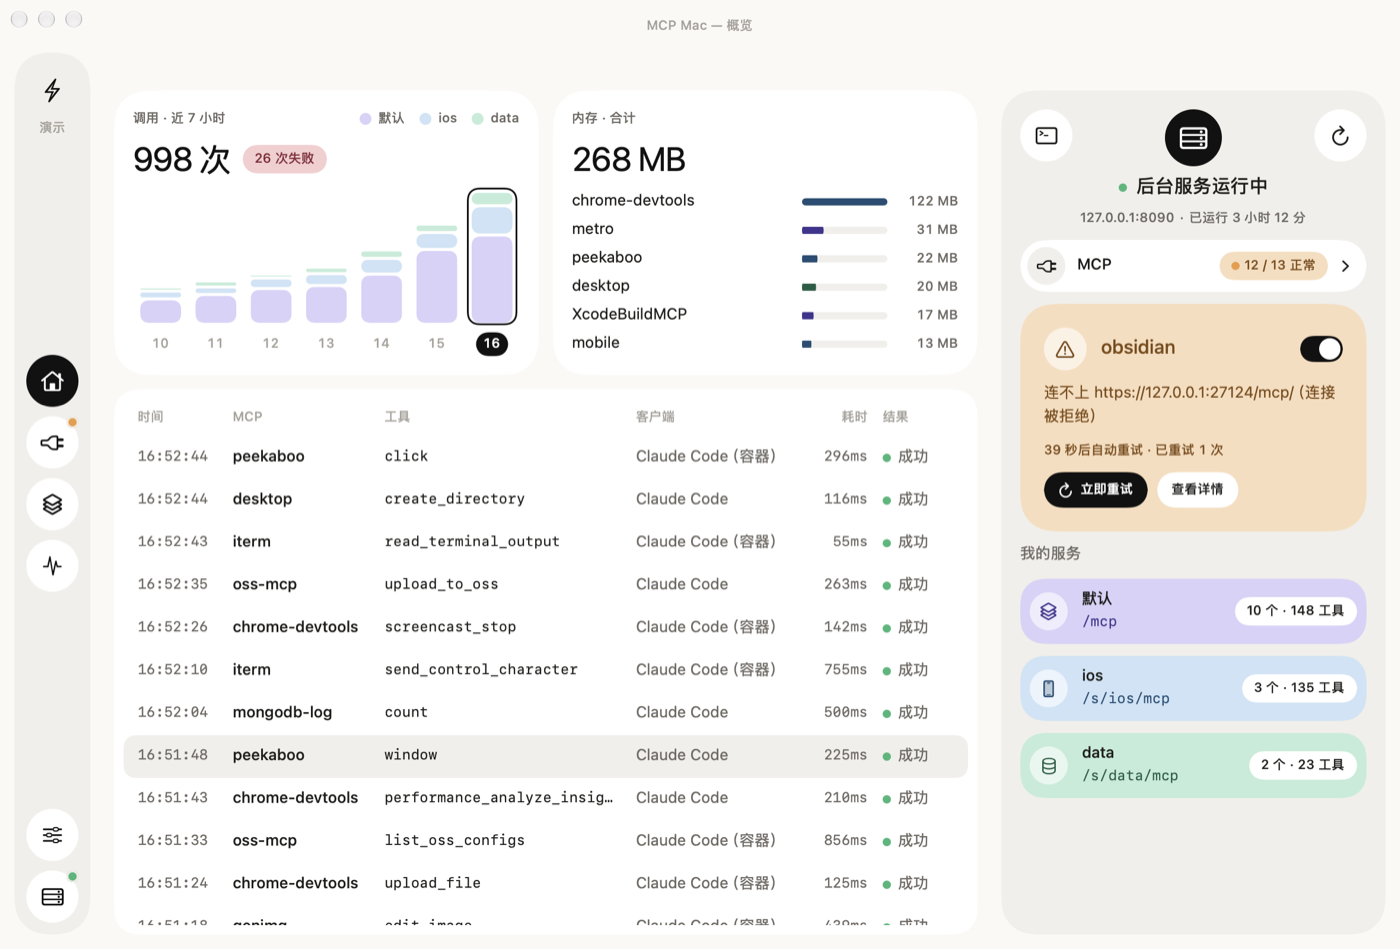 MCP Mac — 概览
演示
调用 · 近 7 小时
默认
ios
data
998 次
26 次失败
10
11
12
13
14
15
16
内存 · 合计
268 MB
chrome-devtools 122 MB
metro 31 MB
peekaboo 22 MB
desktop 20 MB
XcodeBuildMCP 17 MB
mobile 13 MB
时间 MCP 工具 客户端 耗时 结果
16:52:44 peekaboo click Claude Code (容器) 296ms 成功
16:52:44 desktop create_directory Claude Code 116ms 成功
16:52:43 iterm read_terminal_output Claude Code (容器) 55ms 成功
16:52:35 oss-mcp upload_to_oss Claude Code 263ms 成功
16:52:26 chrome-devtools screencast_stop Claude Code (容器) 142ms 成功
16:52:10 iterm send_control_character Claude Code (容器) 755ms 成功
16:52:04 mongodb-log count Claude Code 500ms 成功
16:51:48 peekaboo window Claude Code 225ms 成功
16:51:43 chrome-devtools performance_analyze_insig… Claude Code 210ms 成功
16:51:33 oss-mcp list_oss_configs Claude Code (容器) 856ms 成功
16:51:24 chrome-devtools upload_file Claude Code (容器) 125ms 成功
后台服务运行中
127.0.0.1:8090 · 已运行 3 小时 12 分
MCP
12 / 13 正常
obsidian
连不上 https://127.0.0.1:27124/mcp/ (连接
被拒绝)
39 秒后自动重试 · 已重试 1 次
立即重试
查看详情
我的服务
默认
/mcp
10 个 · 148 工具
ios
/s/ios/mcp
3 个 · 135 工具
data
/s/data/mcp
2 个 · 23 工具